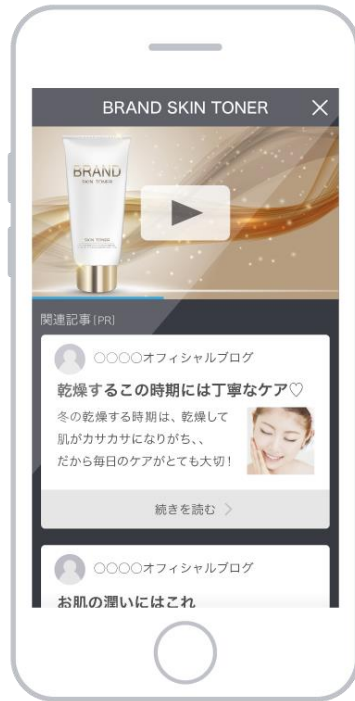 BRAND SKIN TONER
BRAND
SKIN TONER
SKIN TONER
関連記事 [PR]
○○○○オフィシャルブログ
乾燥するこの時期には丁寧なケア♡
冬の乾燥する時期は、乾燥して
肌がカサカサになりがち、、
だから毎日のケアがとても大切!
続きを読む
○○○○オフィシャルブログ
お肌の潤いにはこれ